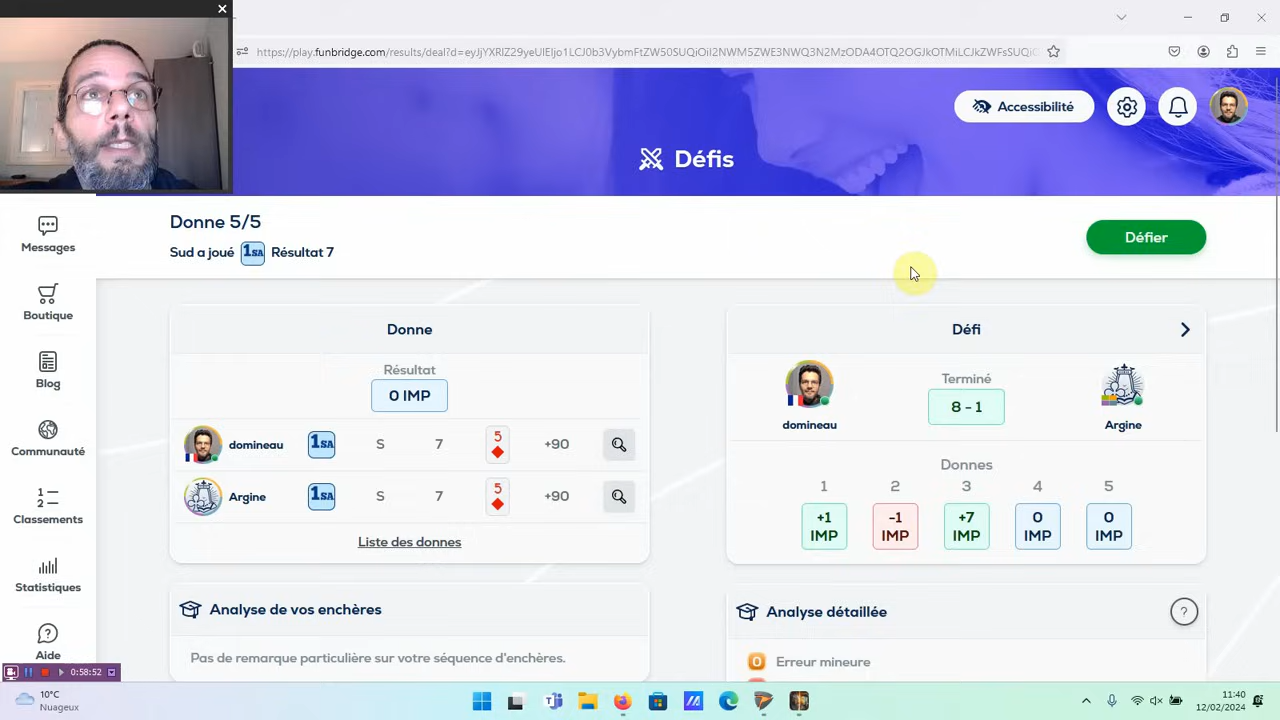 https://play.funbridge.com/results/deal?d=
Accessibilité
Défis
Donne 5/5
Sud a joué 1SA Résultat 7
Défier
Messages
Boutique
Blog
Communauté
1
2
Classements
Statistiques
Aide
Donne
Résultat
0 IMP
domineau 1SA S 7 5♦ +90
Argine 1SA S 7 5♦ +90
Liste des donnes
Défi
domineau
Terminé
8 - 1
Argine
Donnes
1 2 3 4 5
+1 -1 +7 0 0
IMP IMP IMP IMP IMP
Analyse de vos enchères
Pas de remarque particulière sur votre séquence d'enchères.
Analyse détaillée
?
0 Erreur mineure
0:58:52
10°C
Nuageux
11:40
12/02/2024